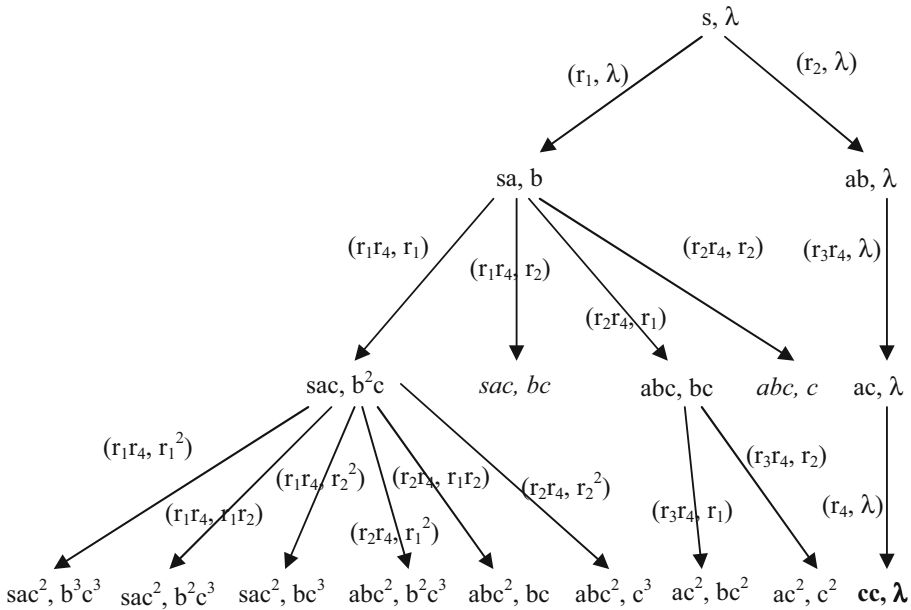 s, λ
(r₁, λ) (r₂, λ)
sa, b ab, λ
(r₁r₄, r₁) (r₁r₄, r₂) (r₂r₄, r₁) (r₂r₄, r₂) (r₃r₄, λ)
sac, b²c sac, bc abc, bc abc, c ac, λ
(r₁r₄, r₁²) (r₁r₄, r₁r₂) (r₁r₄, r₂²) (r₂r₄, r₁²) (r₂r₄, r₁r₂) (r₂r₄, r₂²) (r₃r₄, r₁) (r₃r₄, r₂) (r₄, λ)
sac², b³c³ sac², b²c³ sac², bc³ abc², b²c³ abc², bc abc², c³ ac², bc² ac², c² cc, λ